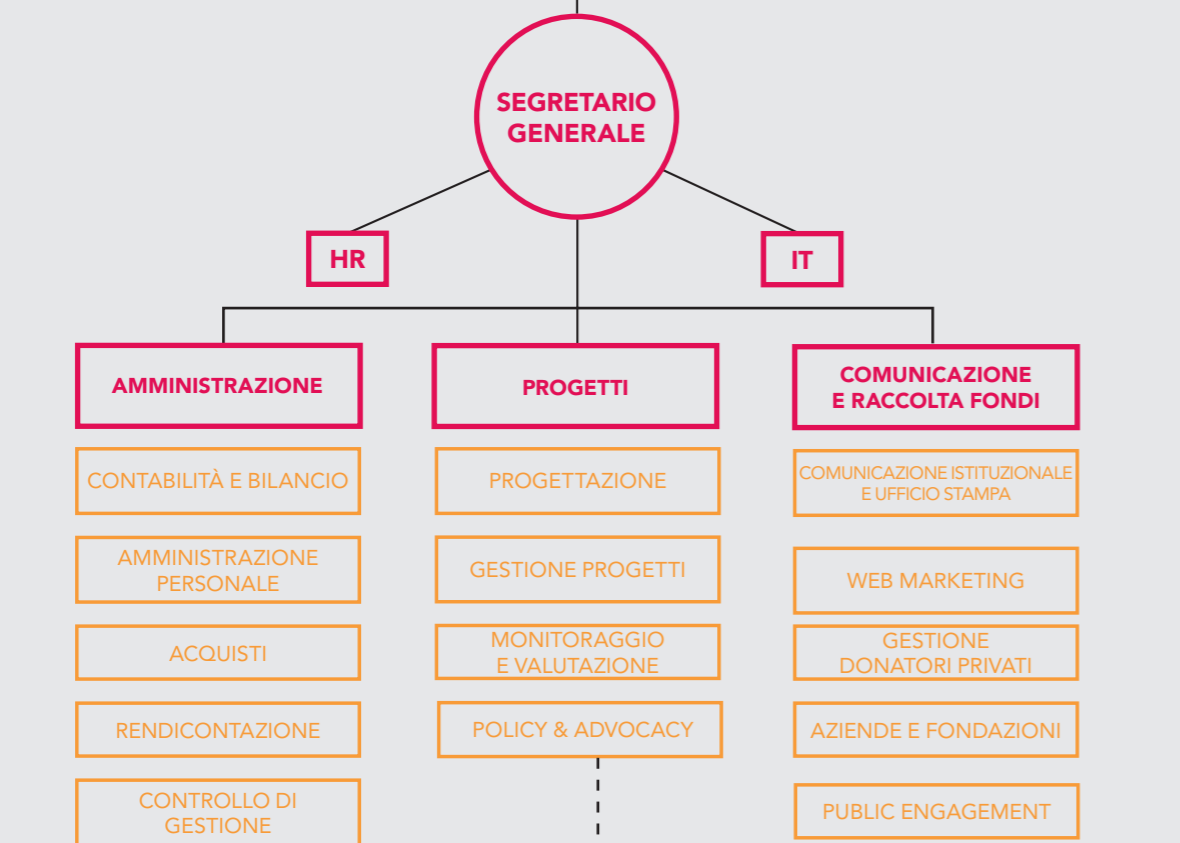 SEGRETARIO
GENERALE
HR
IT
AMMINISTRAZIONE
PROGETTI
COMUNICAZIONE
E RACCOLTA FONDI
CONTABILITÀ E BILANCIO
AMMINISTRAZIONE
PERSONALE
ACQUISTI
RENDICONTAZIONE
CONTROLLO DI
GESTIONE
PROGETTAZIONE
GESTIONE PROGETTI
MONITORAGGIO
E VALUTAZIONE
POLICY & ADVOCACY
COMUNICAZIONE ISTITUZIONALE
E UFFICIO STAMPA
WEB MARKETING
GESTIONE
DONATORI PRIVATI
AZIENDE E FONDAZIONI
PUBLIC ENGAGEMENT